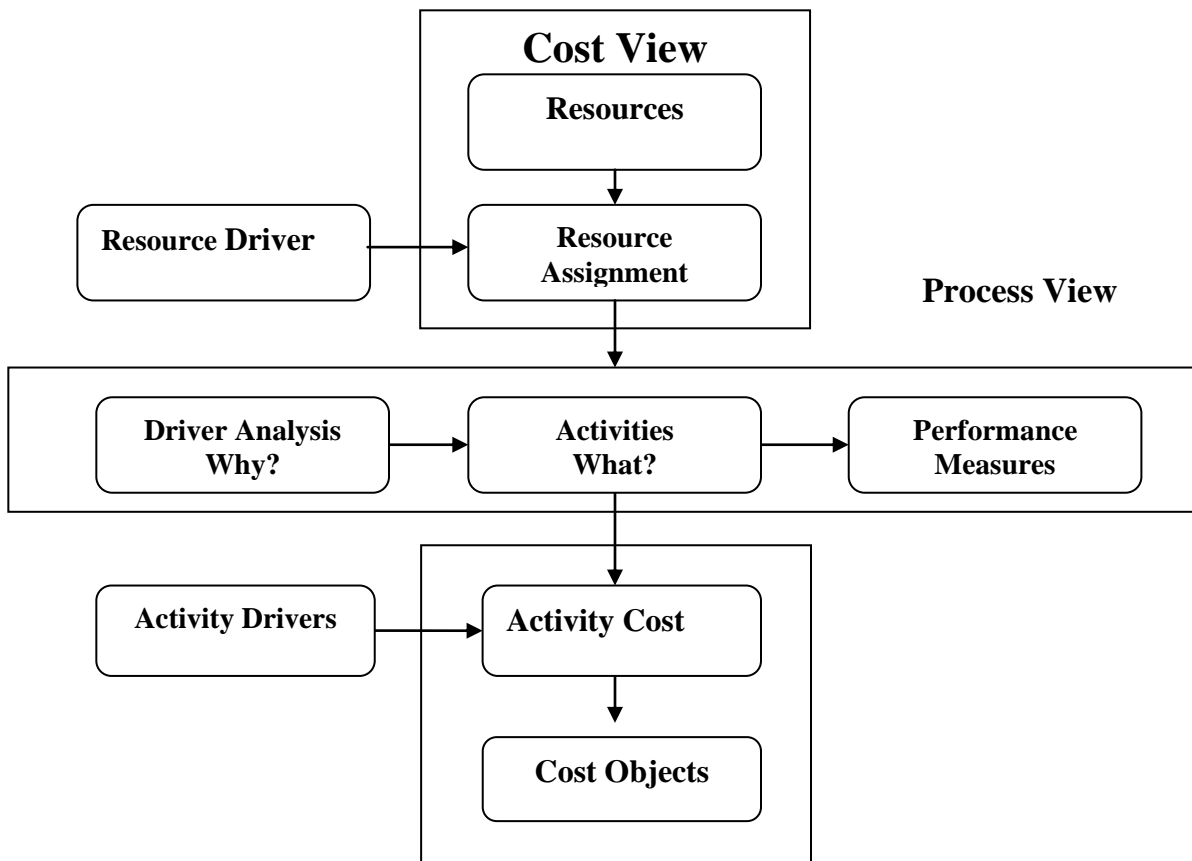 Cost View
Resources
Resource Driver
Resource
Assignment
Process View
Driver Analysis
Why?
Activities
What?
Performance
Measures
Activity Drivers
Activity Cost
Cost Objects